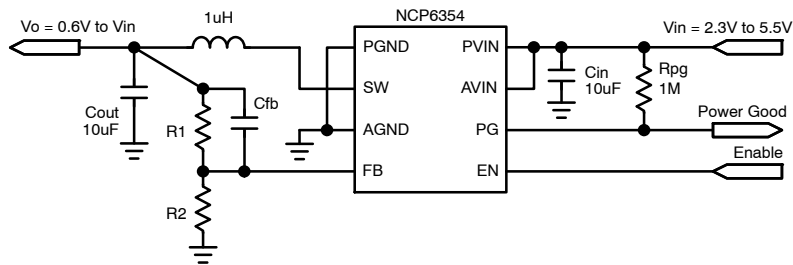 NCP6354
Vo = 0.6V to Vin
1uH
Vin = 2.3V to 5.5V
PGND
PVIN
SW
AVIN
Cin
10uF
Rpg
1M
Cout
10uF
Cfb
R1
AGND
PG
Power Good
FB
EN
Enable
R2